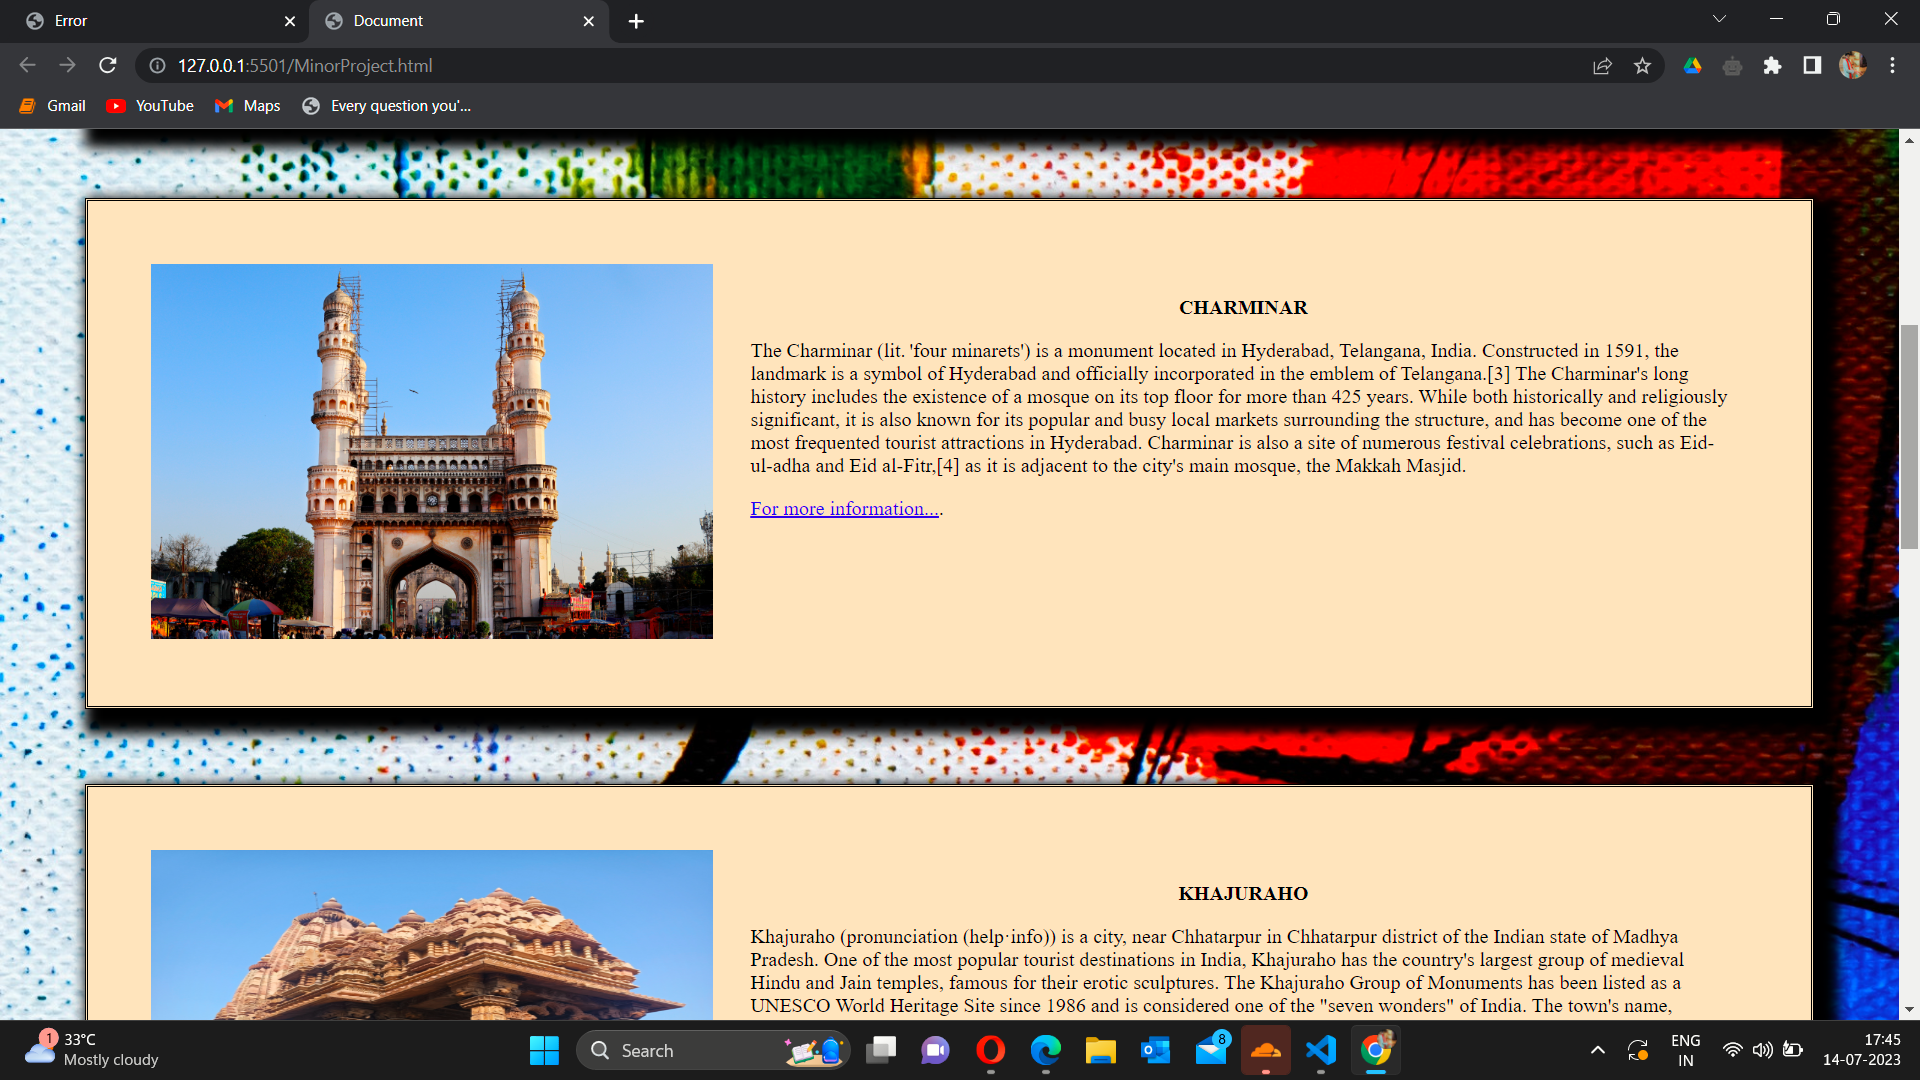 Error
Document
127.0.0.1:5501/MinorProject.html
Gmail
YouTube
Maps
Every question you'...
CHARMINAR
The Charminar (lit. 'four minarets') is a monument located in Hyderabad, Telangana, India. Constructed in 1591, the
landmark is a symbol of Hyderabad and officially incorporated in the emblem of Telangana.[3] The Charminar's long
history includes the existence of a mosque on its top floor for more than 425 years. While both historically and religiously
significant, it is also known for its popular and busy local markets surrounding the structure, and has become one of the
most frequented tourist attractions in Hyderabad. Charminar is also a site of numerous festival celebrations, such as Eid-
ul-adha and Eid al-Fitr,[4] as it is adjacent to the city's main mosque, the Makkah Masjid.
For more information....
KHAJURAHO
Khajuraho (pronunciation (help·info)) is a city, near Chhatarpur in Chhatarpur district of the Indian state of Madhya
Pradesh. One of the most popular tourist destinations in India, Khajuraho has the country's largest group of medieval
Hindu and Jain temples, famous for their erotic sculptures. The Khajuraho Group of Monuments has been listed as a
UNESCO World Heritage Site since 1986 and is considered one of the "seven wonders" of India. The town's name,
1
33°C
Mostly cloudy
Search
8
ENG
IN
17:45
14-07-2023